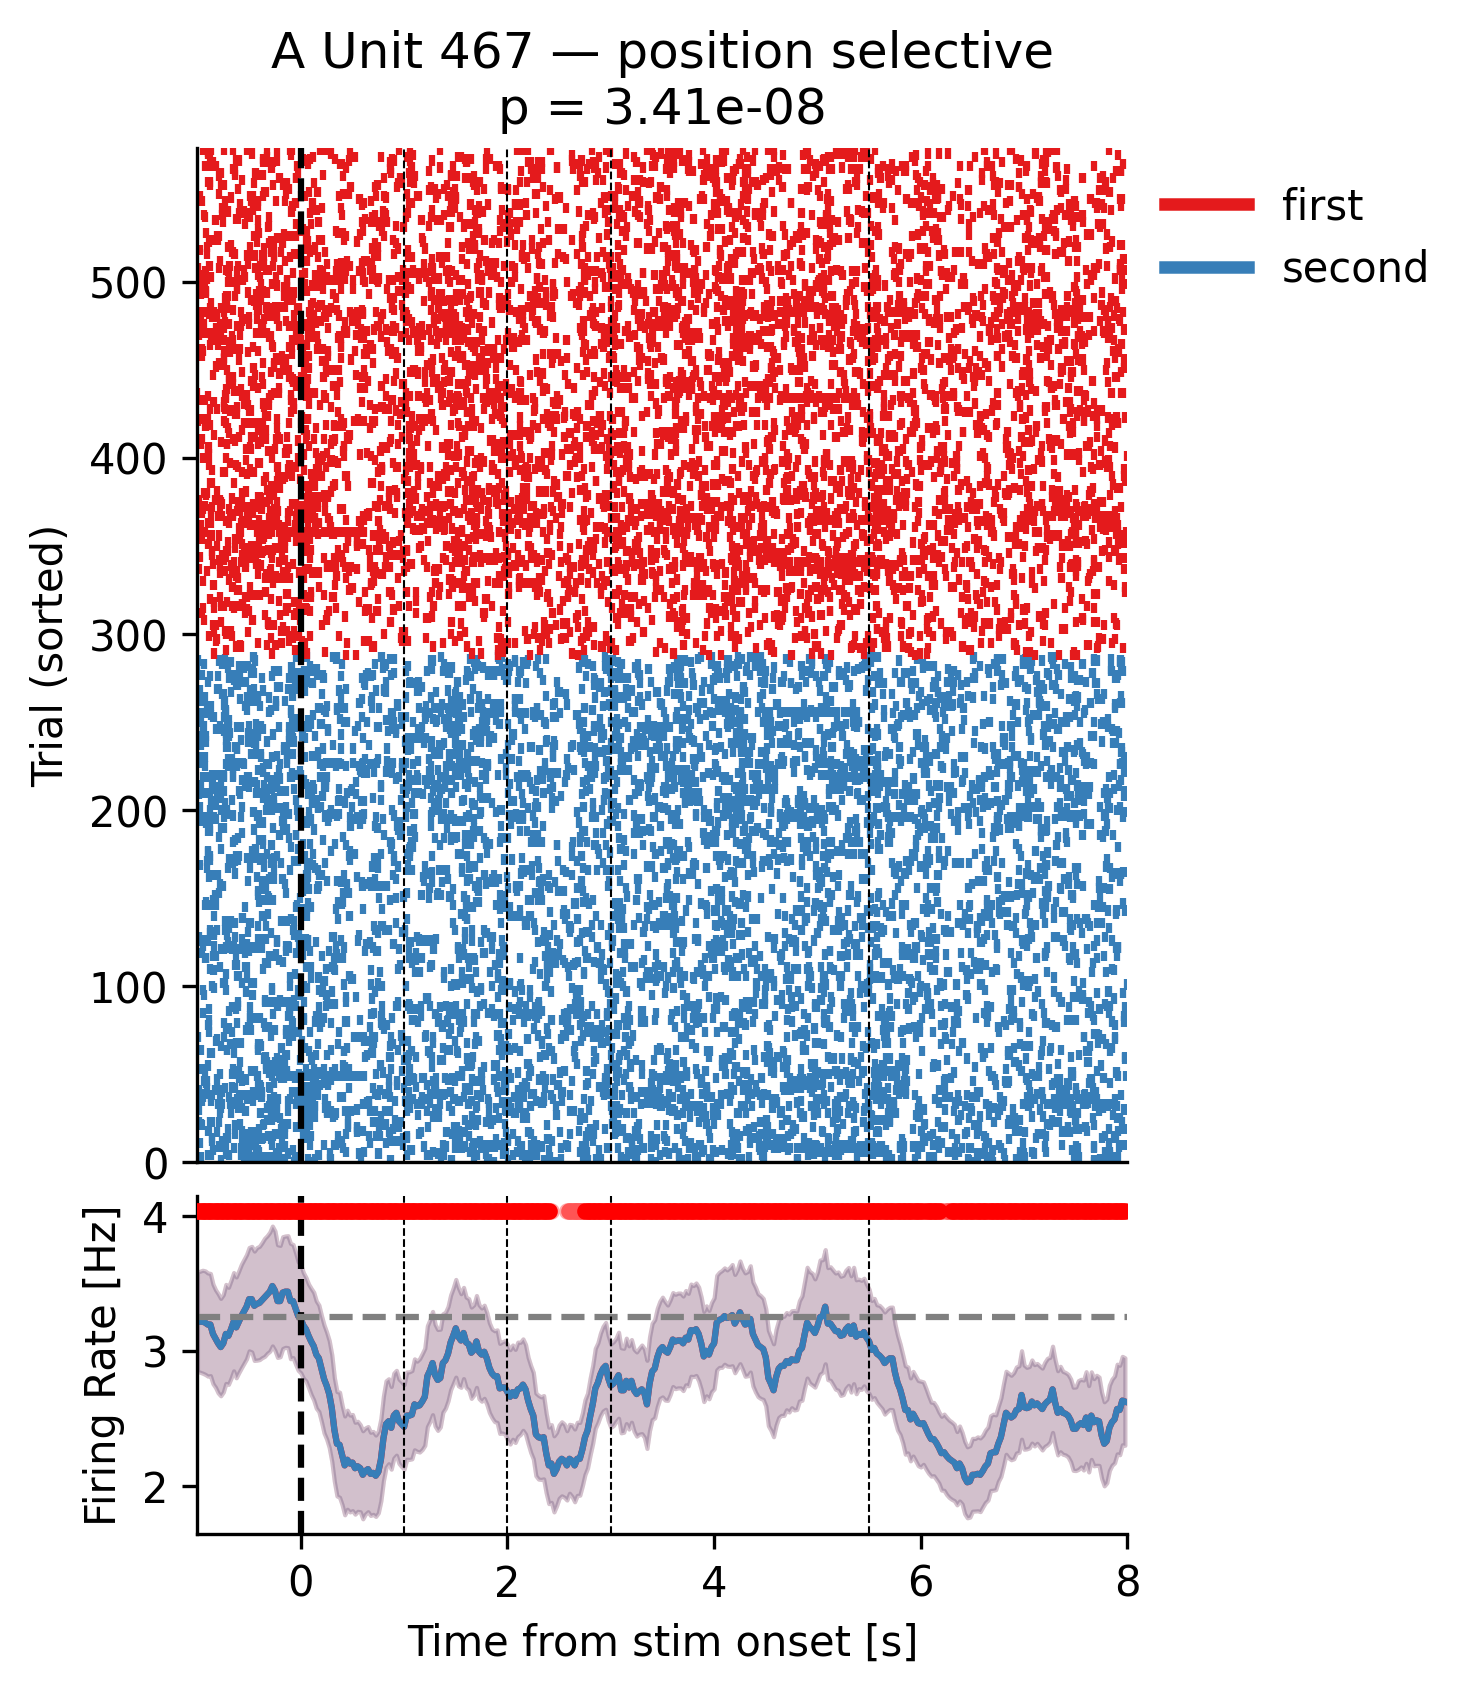 A Unit 467 — position selective
p = 3.41e-08
first
second
Trial (sorted)
500
400
300
200
100
0
Firing Rate [Hz]
4
3
2
0 2 4 6 8
Time from stim onset [s]